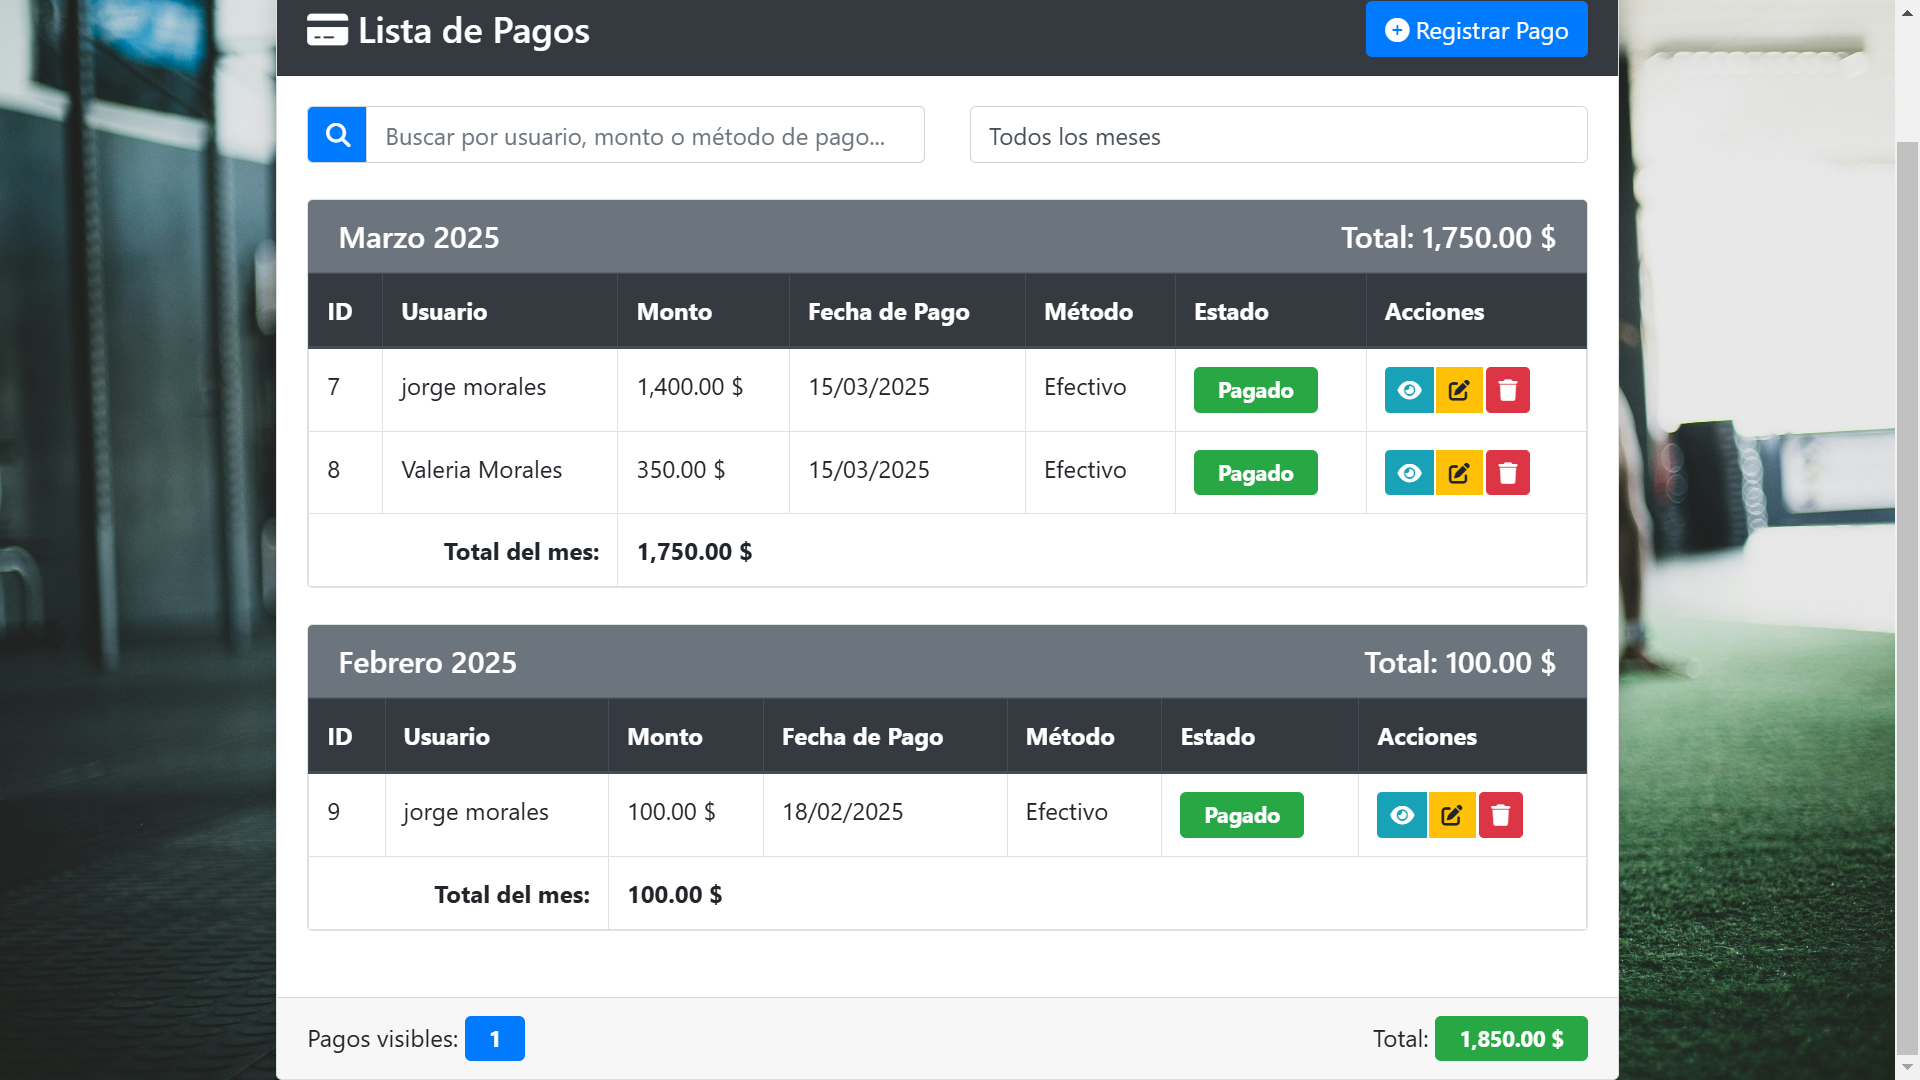 Lista de Pagos
Registrar Pago
Buscar por usuario, monto o método de pago...
Todos los meses
Marzo 2025 Total: 1,750.00 $
ID Usuario Monto Fecha de Pago Método Estado Acciones
7 jorge morales 1,400.00 $ 15/03/2025 Efectivo Pagado
8 Valeria Morales 350.00 $ 15/03/2025 Efectivo Pagado
Total del mes: 1,750.00 $
Febrero 2025 Total: 100.00 $
ID Usuario Monto Fecha de Pago Método Estado Acciones
9 jorge morales 100.00 $ 18/02/2025 Efectivo Pagado
Total del mes: 100.00 $
Pagos visibles: 1 Total: 1,850.00 $